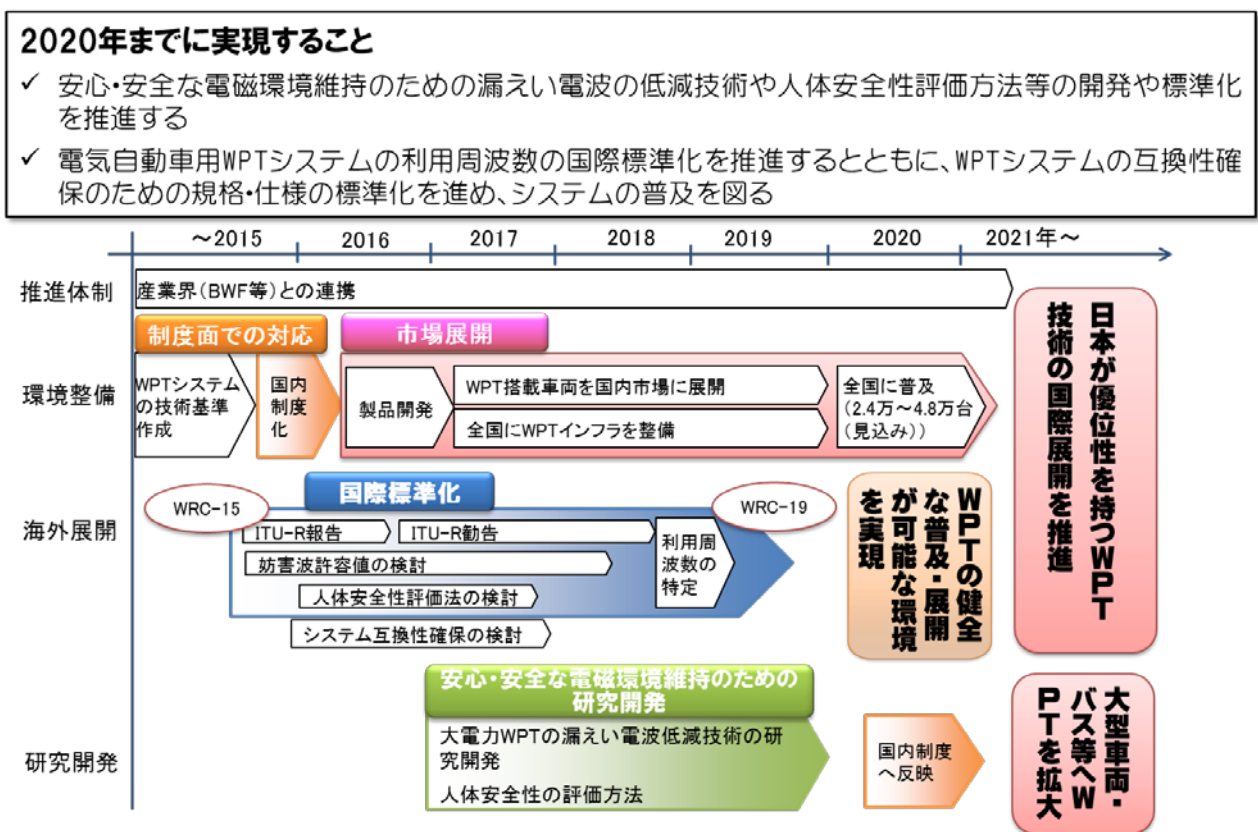 2020年までに実現すること
✓ 安心・安全な電磁環境維持のための漏えい電波の低減技術や人体安全性評価方法等の開発や標準化
を推進する
✓ 電気自動車用WPTシステムの利用周波数の国際標準化を推進するとともに、WPTシステムの互換性確
保のための規格・仕様の標準化を進め、システムの普及を図る
～2015
2016
2017
2018
2019
2020
2021年～
推進体制
産業界(BWF等)との連携
制度面での対応
市場展開
環境整備
WPTシステム
の技術基準
作成
国内
制度
化
製品開発
WPT搭載車両を国内市場に展開
全国にWPTインフラを整備
全国に普及
(2.4万～4.8万台
(見込み))
海外展開
国際標準化
WRC-15
WRC-19
ITU-R報告
ITU-R勧告
妨害波許容値の検討
人体安全性評価法の検討
システム互換性確保の検討
利用周
波数の
特定
WPTの健全
な普及・展開
が可能な環境
を実現
日本が優位性を持つWPT
技術の国際展開を推進
研究開発
安心・安全な電磁環境維持のための
研究開発
大電力WPTの漏えい電波低減技術の研
究開発
人体安全性の評価方法
国内制度
へ反映
大型車両・
バス等へW
PTを拡大